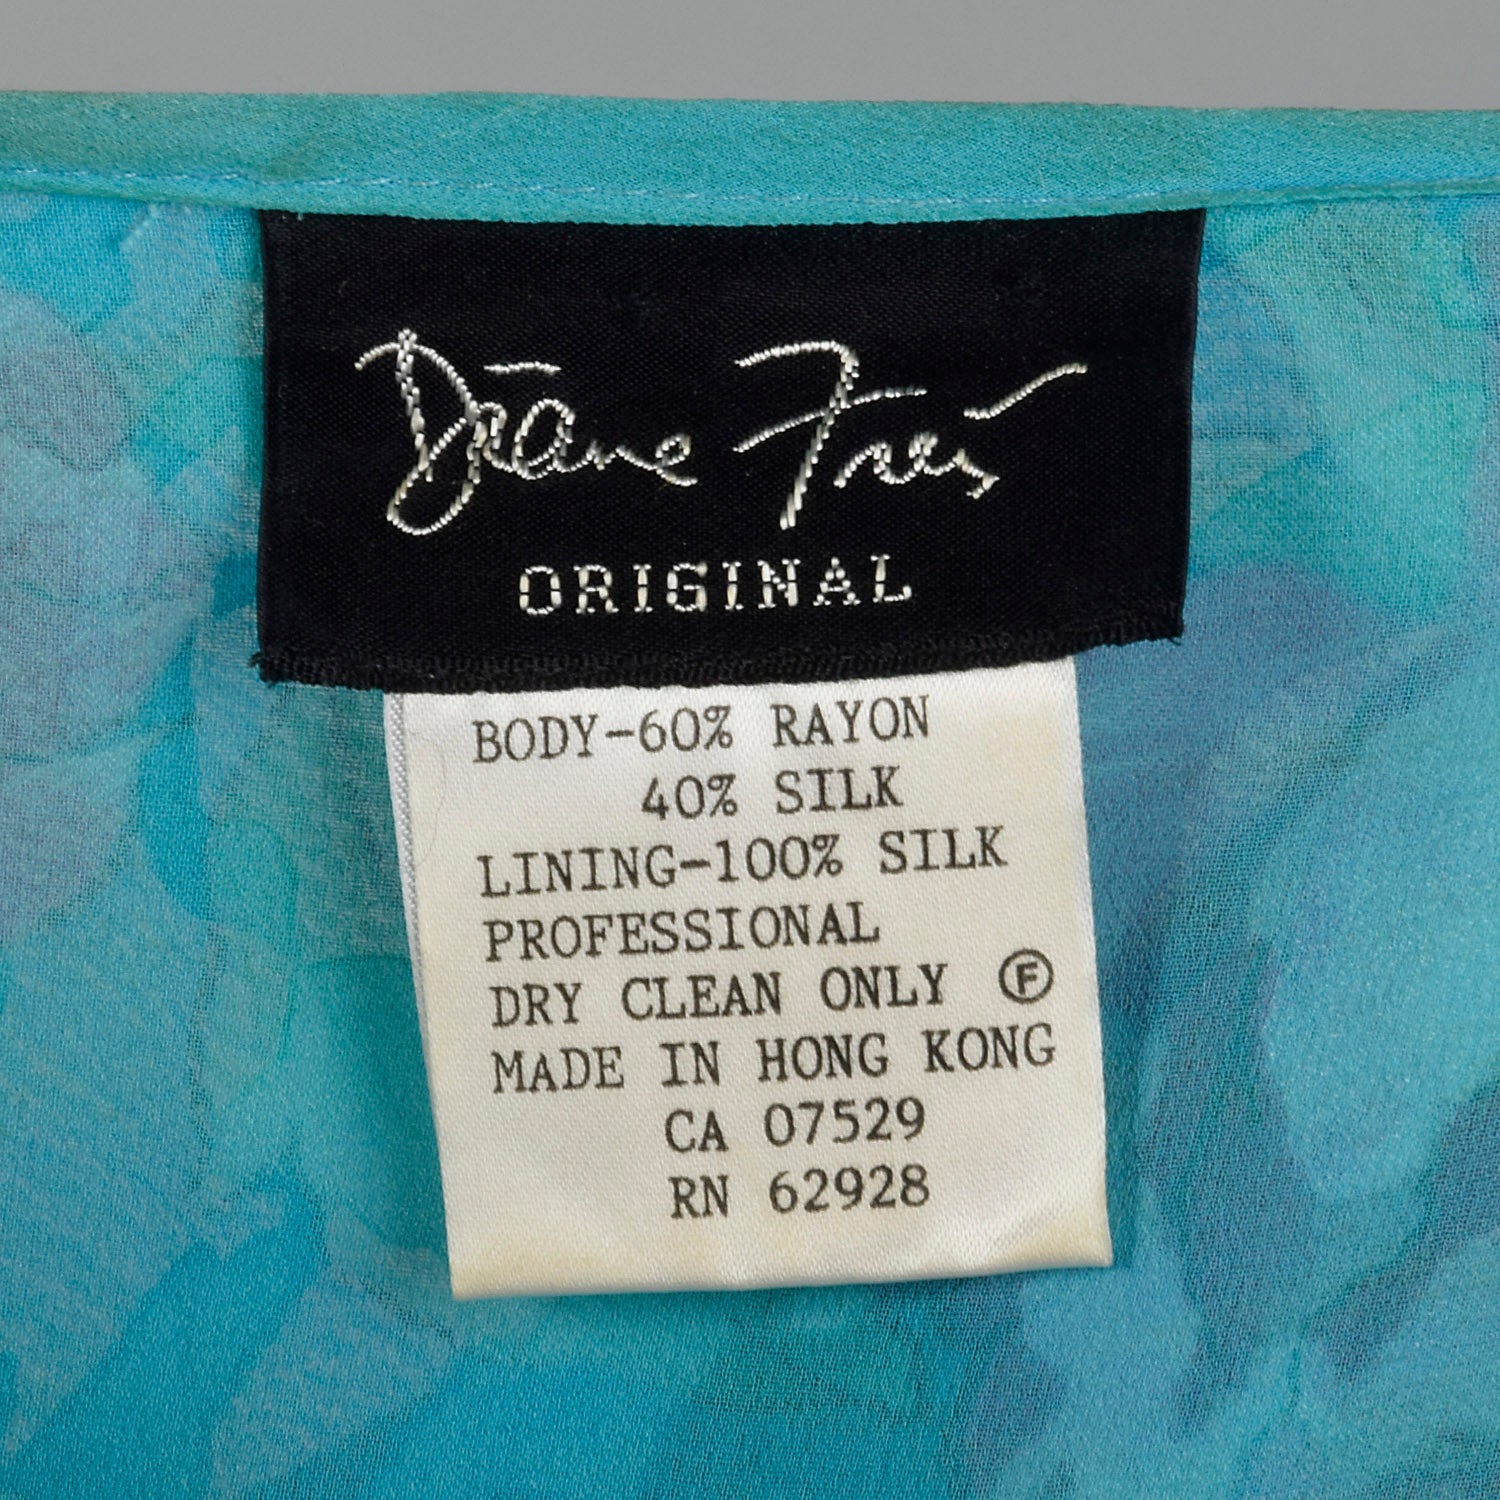 Diane Freis
ORIGINAL
BODY-60% RAYON
40% SILK
LINING-100% SILK
PROFESSIONAL
DRY CLEAN ONLY Ⓕ
MADE IN HONG KONG
CA 07529
RN 62928